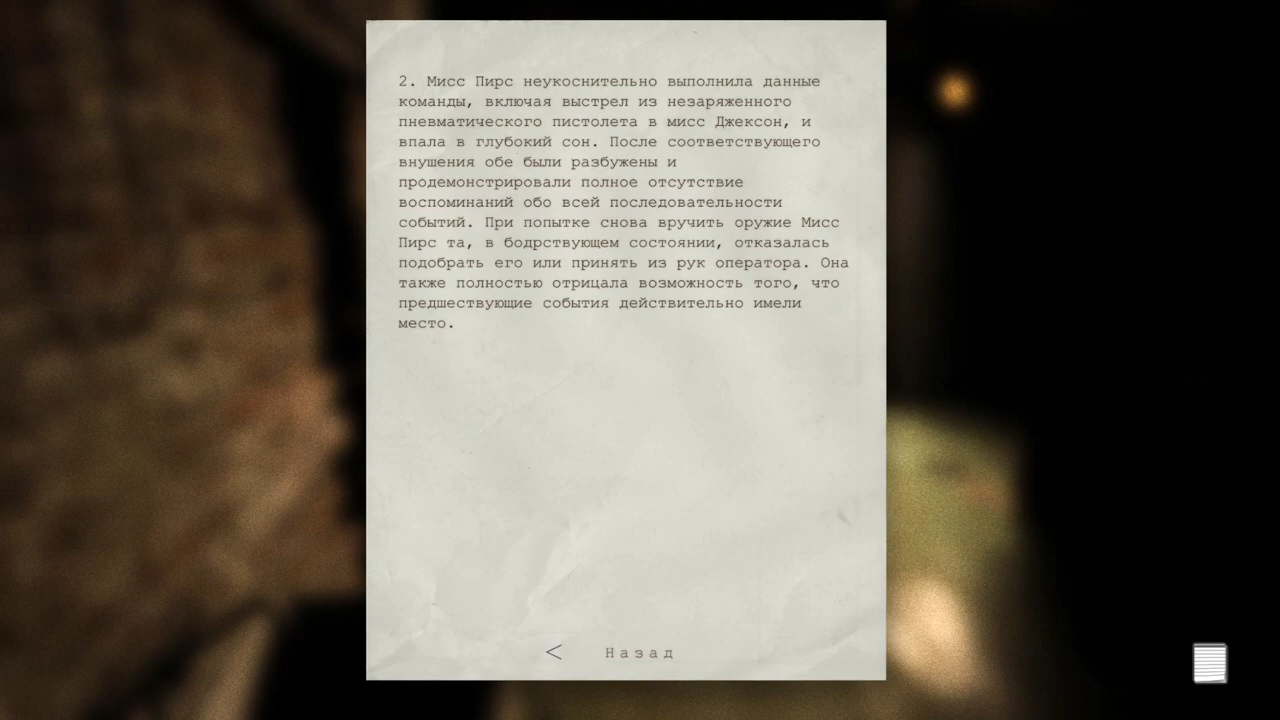 2. Мисс Пирс неукоснительно выполнила данные
команды, включая выстрел из незаряженного
пневматического пистолета в мисс Джексон, и
впала в глубокий сон. После соответствующего
внушения обе были разбужены и
продемонстрировали полное отсутствие
воспоминаний обо всей последовательности
событий. При попытке снова вручить оружие Мисс
Пирс та, в бодрствующем состоянии, отказалась
подобрать его или принять из рук оператора. Она
также полностью отрицала возможность того, что
предшествующие события действительно имели
место.
< Назад